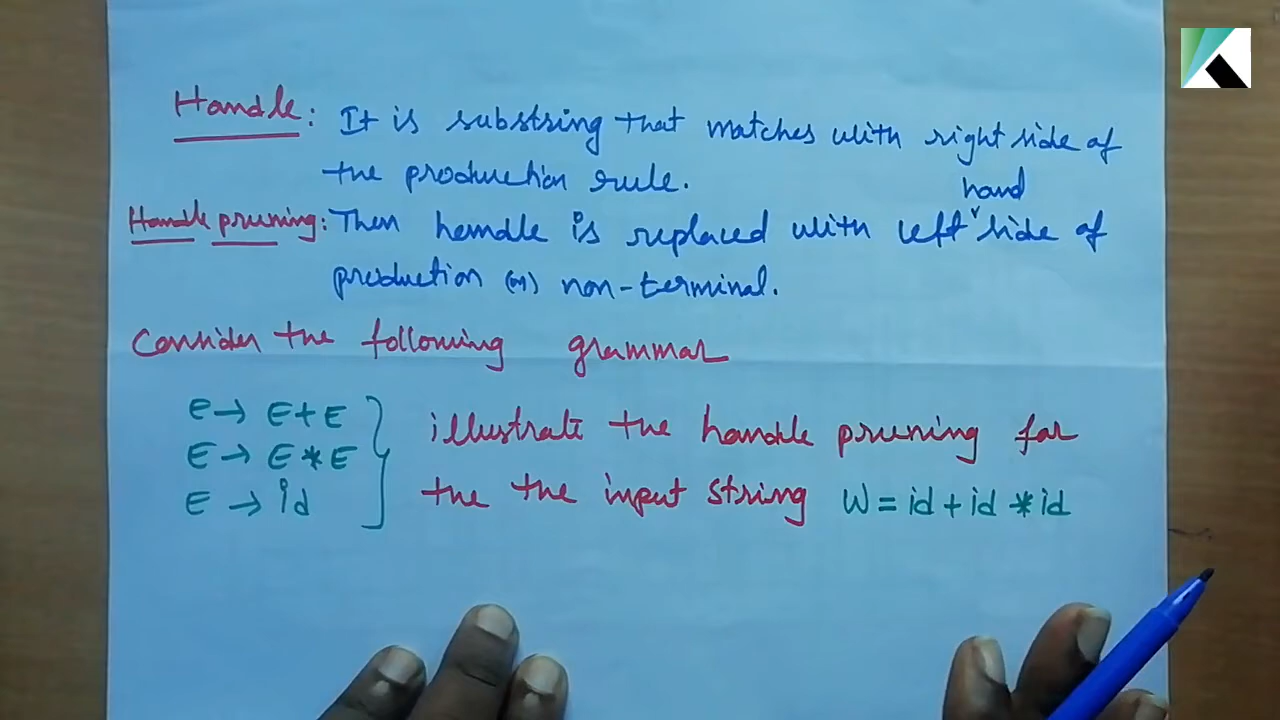 Handle: It is substring that matches with right side of
the production rule.
hand
Handle pruning: Then hemdle is replaced with left ˅ side of
production (or) non-terminal.
Consider the following grammar
e → E+E
E → E*E
E → id
illustrate the handle pruning for
the the input string W = id + id * id